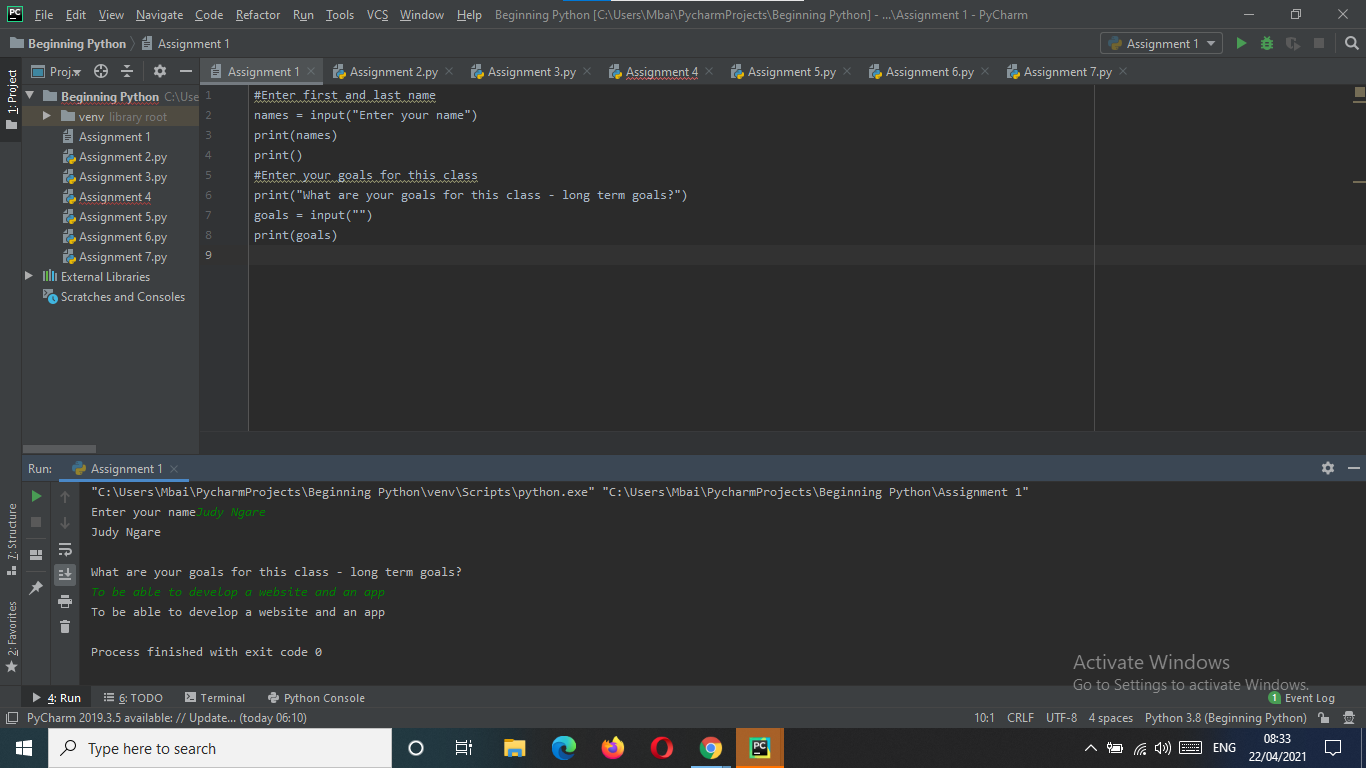 PC File Edit View Navigate Code Refactor Run Tools VCS Window Help Beginning Python [C:\Users\Mbai\PycharmProjects\Beginning Python] - ...\Assignment 1 - PyCharm
Beginning Python Assignment 1 Assignment 1
1: Project
Proj... Assignment 1 Assignment 2.py Assignment 3.py Assignment 4 Assignment 5.py Assignment 6.py Assignment 7.py
Beginning Python C:\Use
venv library root
Assignment 1
Assignment 2.py
Assignment 3.py
Assignment 4
Assignment 5.py
Assignment 6.py
Assignment 7.py
External Libraries
Scratches and Consoles
1 #Enter first and last name
2 names = input("Enter your name")
3 print(names)
4 print()
5 #Enter your goals for this class
6 print("What are your goals for this class - long term goals?")
7 goals = input("")
8 print(goals)
9
Run: Assignment 1
"C:\Users\Mbai\PycharmProjects\Beginning Python\venv\Scripts\python.exe" "C:\Users\Mbai\PycharmProjects\Beginning Python\Assignment 1"
Enter your nameJudy Ngare
Judy Ngare
What are your goals for this class - long term goals?
To be able to develop a website and an app
To be able to develop a website and an app
Process finished with exit code 0
7: Structure
2: Favorites
Activate Windows
Go to Settings to activate Windows.
4: Run 6: TODO Terminal Python Console 1 Event Log
PyCharm 2019.3.5 available: // Update... (today 06:10) 10:1 CRLF UTF-8 4 spaces Python 3.8 (Beginning Python)
Type here to search PC ENG 08:33
22/04/2021